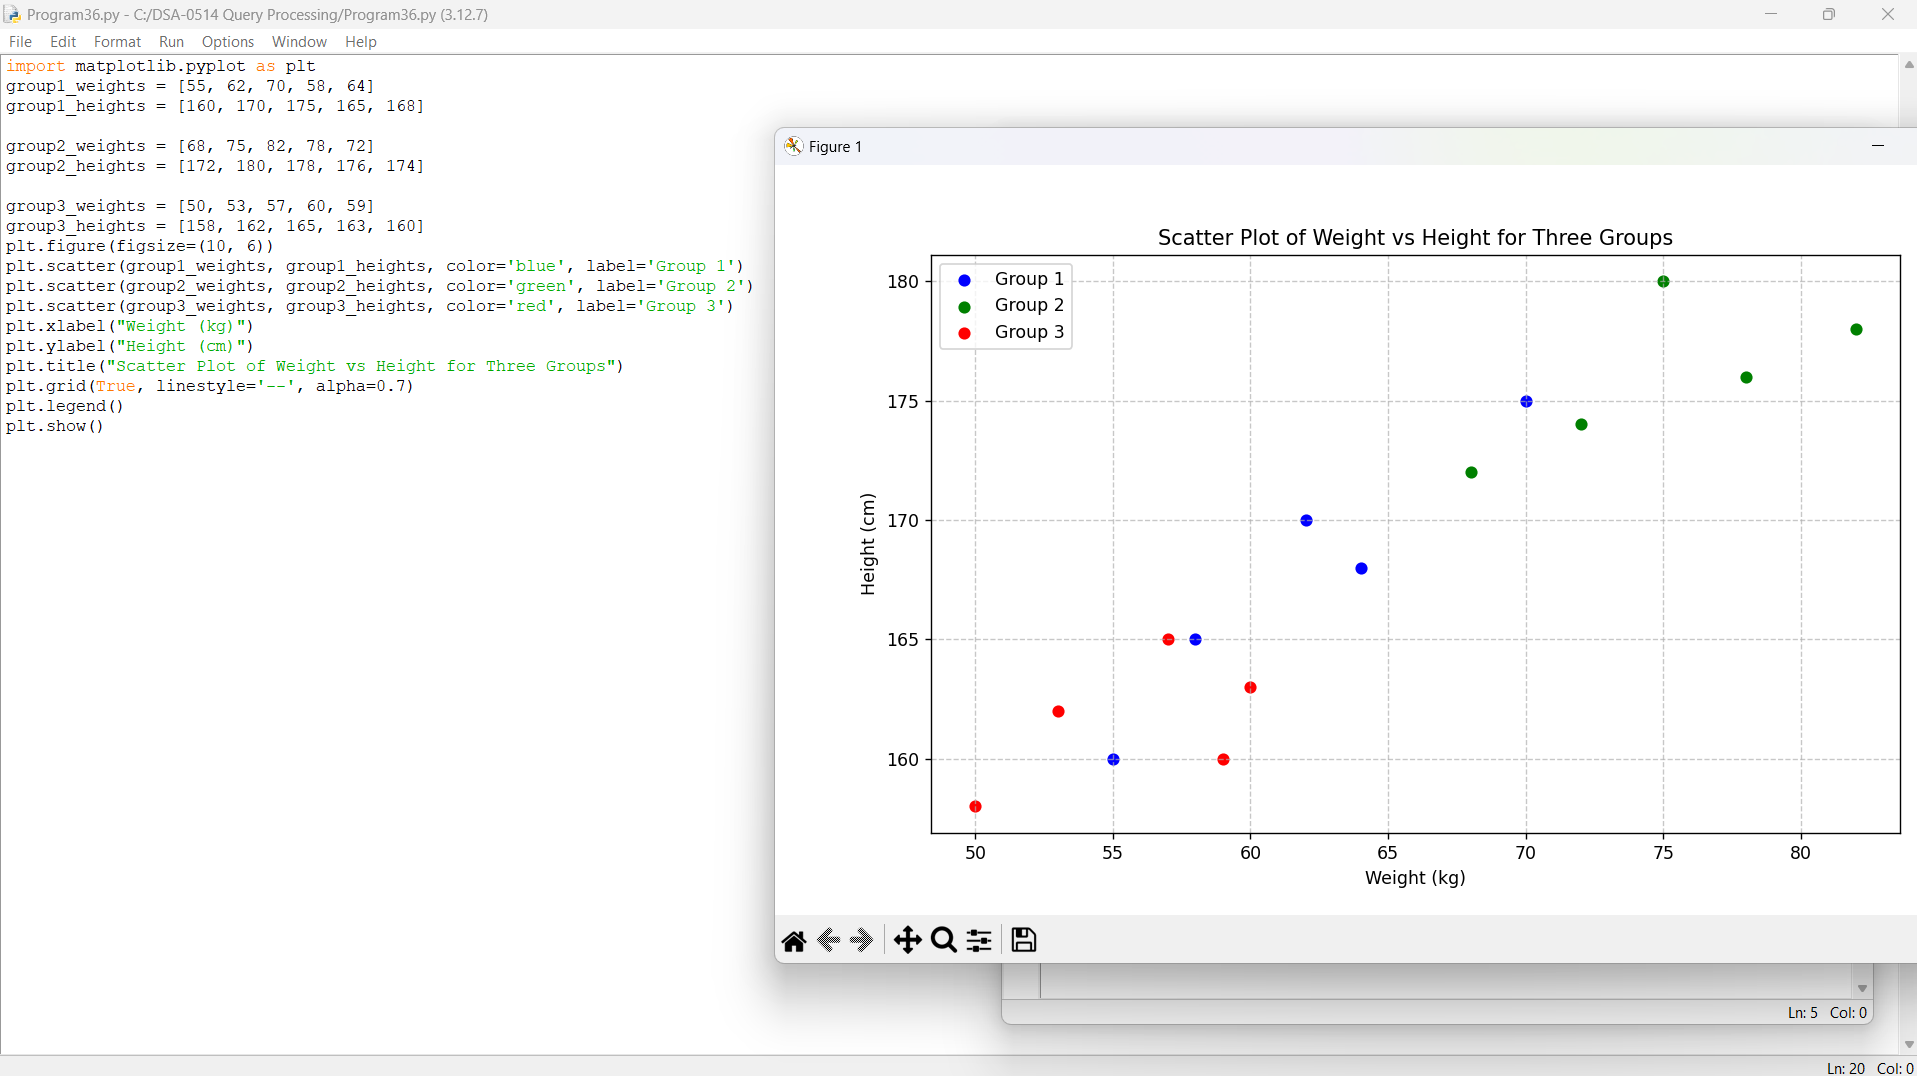 Program36.py - C:/DSA-0514 Query Processing/Program36.py (3.12.7)
File Edit Format Run Options Window Help
import matplotlib.pyplot as plt
group1_weights = [55, 62, 70, 58, 64]
group1_heights = [160, 170, 175, 165, 168]
group2_weights = [68, 75, 82, 78, 72]
group2_heights = [172, 180, 178, 176, 174]
group3_weights = [50, 53, 57, 60, 59]
group3_heights = [158, 162, 165, 163, 160]
plt.figure(figsize=(10, 6))
plt.scatter(group1_weights, group1_heights, color='blue', label='Group 1')
plt.scatter(group2_weights, group2_heights, color='green', label='Group 2')
plt.scatter(group3_weights, group3_heights, color='red', label='Group 3')
plt.xlabel("Weight (kg)")
plt.ylabel("Height (cm)")
plt.title("Scatter Plot of Weight vs Height for Three Groups")
plt.grid(True, linestyle='--', alpha=0.7)
plt.legend()
plt.show()
Figure 1
Scatter Plot of Weight vs Height for Three Groups
Group 1
Group 2
Group 3
180
175
170
165
160
Height (cm)
50 55 60 65 70 75 80
Weight (kg)
Ln: 5 Col: 0
Ln: 20 Col: 0